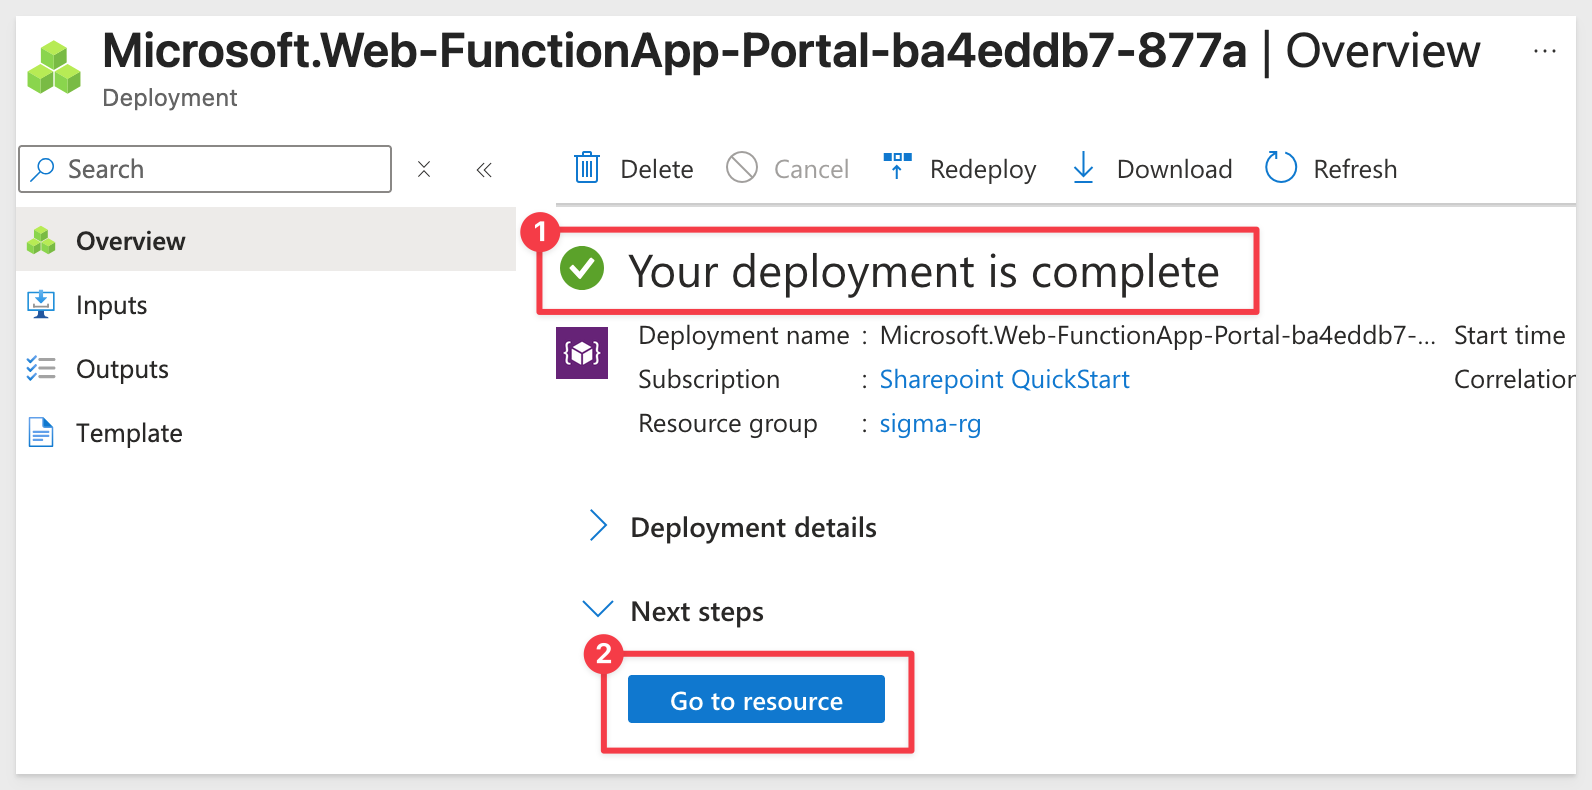 Microsoft.Web-FunctionApp-Portal-ba4eddb7-877a | Overview ...
Deployment
Search
Delete Cancel Redeploy Download Refresh
Overview
Inputs
Outputs
Template
1
Your deployment is complete
Deployment name : Microsoft.Web-FunctionApp-Portal-ba4eddb7-... Start time
Subscription : Sharepoint QuickStart Correlation
Resource group : sigma-rg
Deployment details
Next steps
2
Go to resource